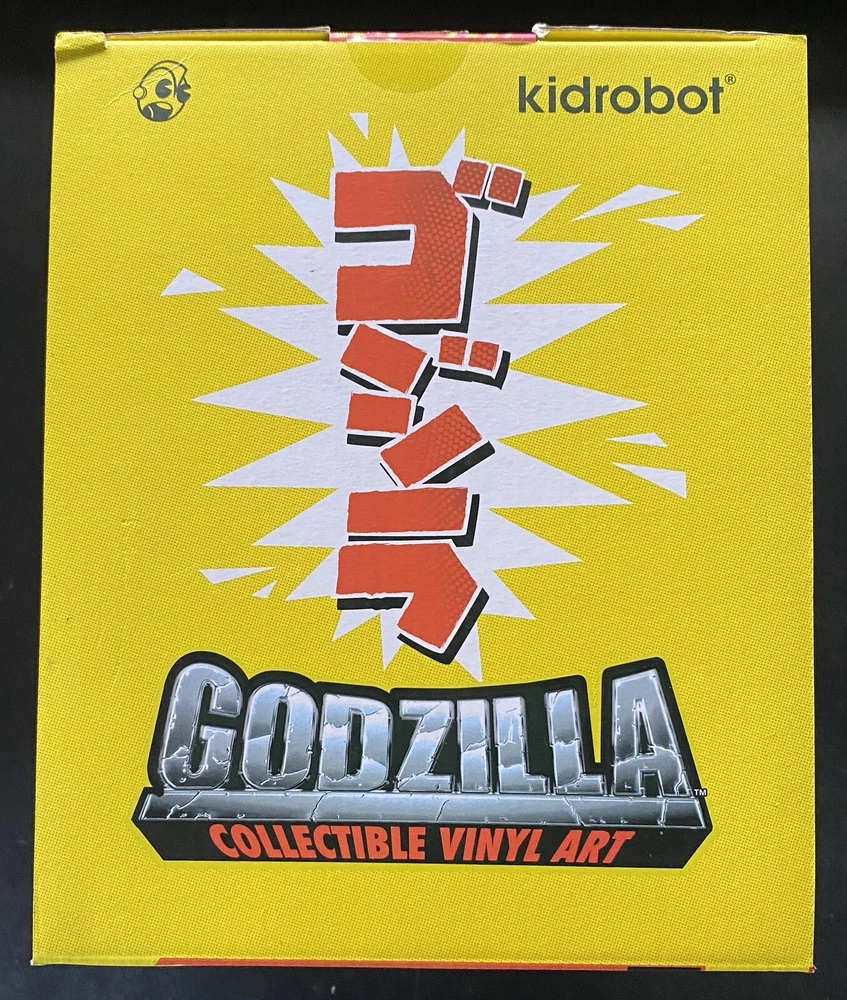 kidrobot®
ゴジラ
GODZILLA™
COLLECTIBLE VINYL ART